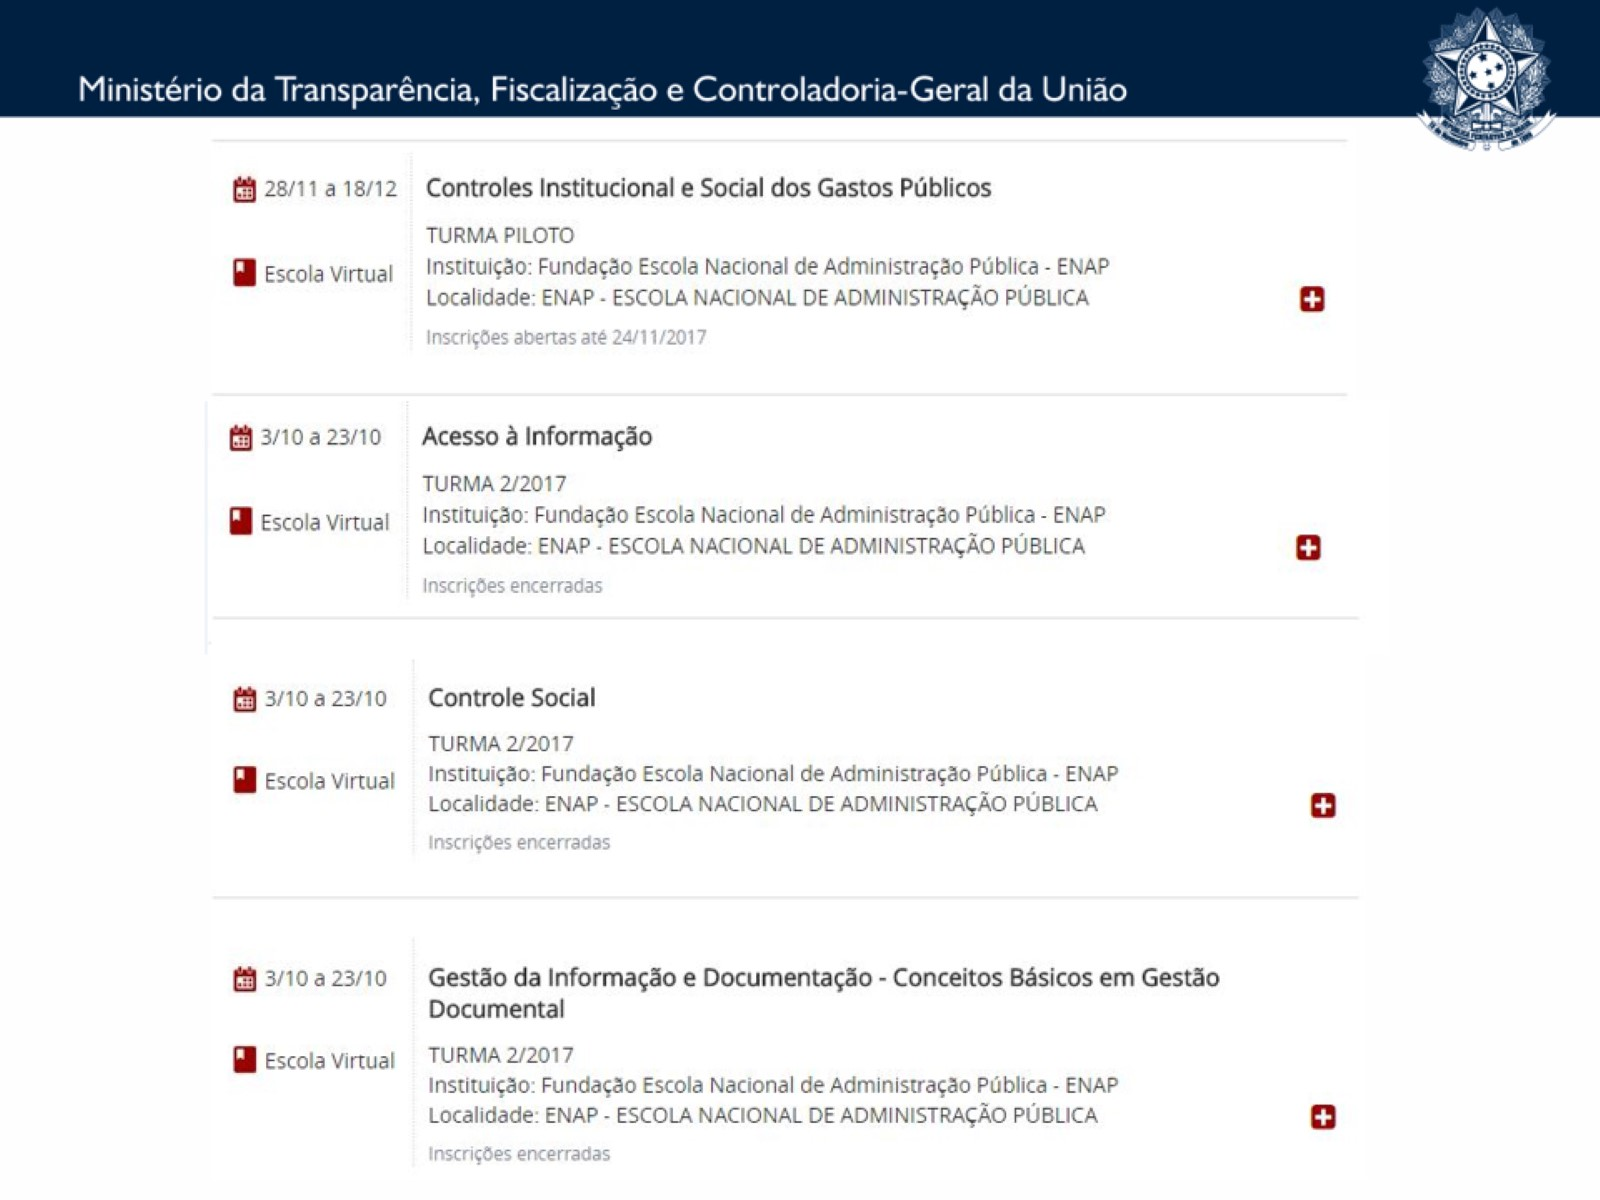 Ministério da Transparência, Fiscalização e Controladoria-Geral da União
28/11 a 18/12
Controles Institucional e Social dos Gastos Públicos
TURMA PILOTO
Escola Virtual
Instituição: Fundação Escola Nacional de Administração Pública - ENAP
Localidade: ENAP - ESCOLA NACIONAL DE ADMINISTRAÇÃO PÚBLICA
Inscrições abertas até 24/11/2017
3/10 a 23/10
Acesso à Informação
TURMA 2/2017
Escola Virtual
Instituição: Fundação Escola Nacional de Administração Pública - ENAP
Localidade: ENAP - ESCOLA NACIONAL DE ADMINISTRAÇÃO PÚBLICA
Inscrições encerradas
3/10 a 23/10
Controle Social
TURMA 2/2017
Escola Virtual
Instituição: Fundação Escola Nacional de Administração Pública - ENAP
Localidade: ENAP - ESCOLA NACIONAL DE ADMINISTRAÇÃO PÚBLICA
Inscrições encerradas
3/10 a 23/10
Gestão da Informação e Documentação - Conceitos Básicos em Gestão
Documental
TURMA 2/2017
Escola Virtual
Instituição: Fundação Escola Nacional de Administração Pública - ENAP
Localidade: ENAP - ESCOLA NACIONAL DE ADMINISTRAÇÃO PÚBLICA
Inscrições encerradas